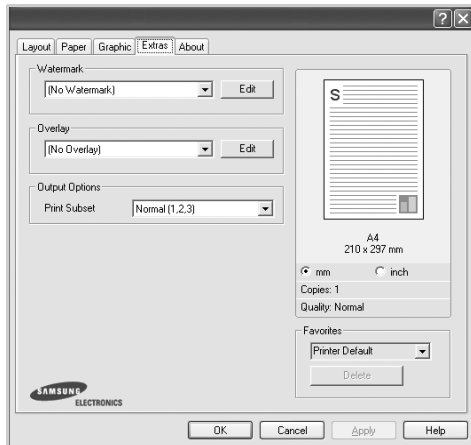 Layout Paper Graphic Extras About
Watermark
(No Watermark) Edit
Overlay
(No Overlay) Edit
Output Options
Print Subset Normal (1,2,3)
S
A4
210 x 297 mm
mm inch
Copies: 1
Quality: Normal
Favorites
Printer Default
Delete
SAMSUNG
ELECTRONICS
OK Cancel Apply Help